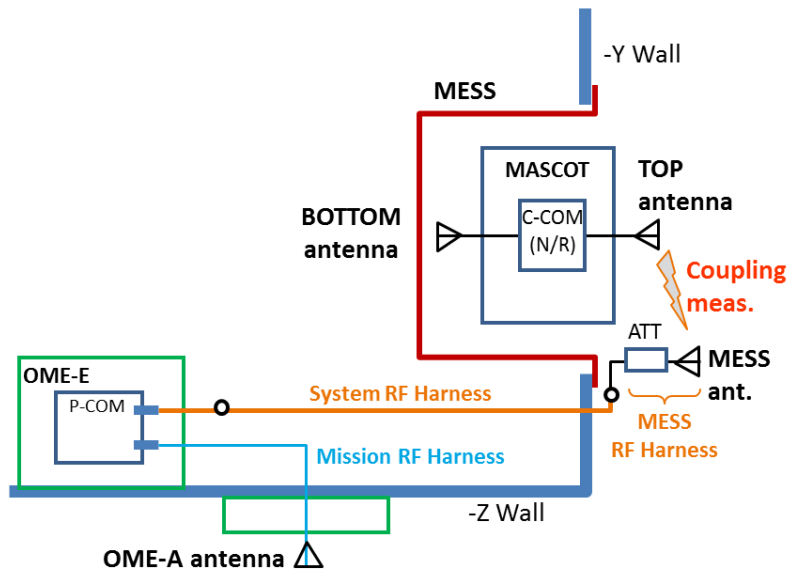 -Y Wall
MESS
MASCOT
TOP
antenna
C-COM
(N/R)
BOTTOM
antenna
Coupling
meas.
ATT
MESS
ant.
OME-E
P-COM
System RF Harness
MESS
RF Harness
Mission RF Harness
-Z Wall
OME-A antenna